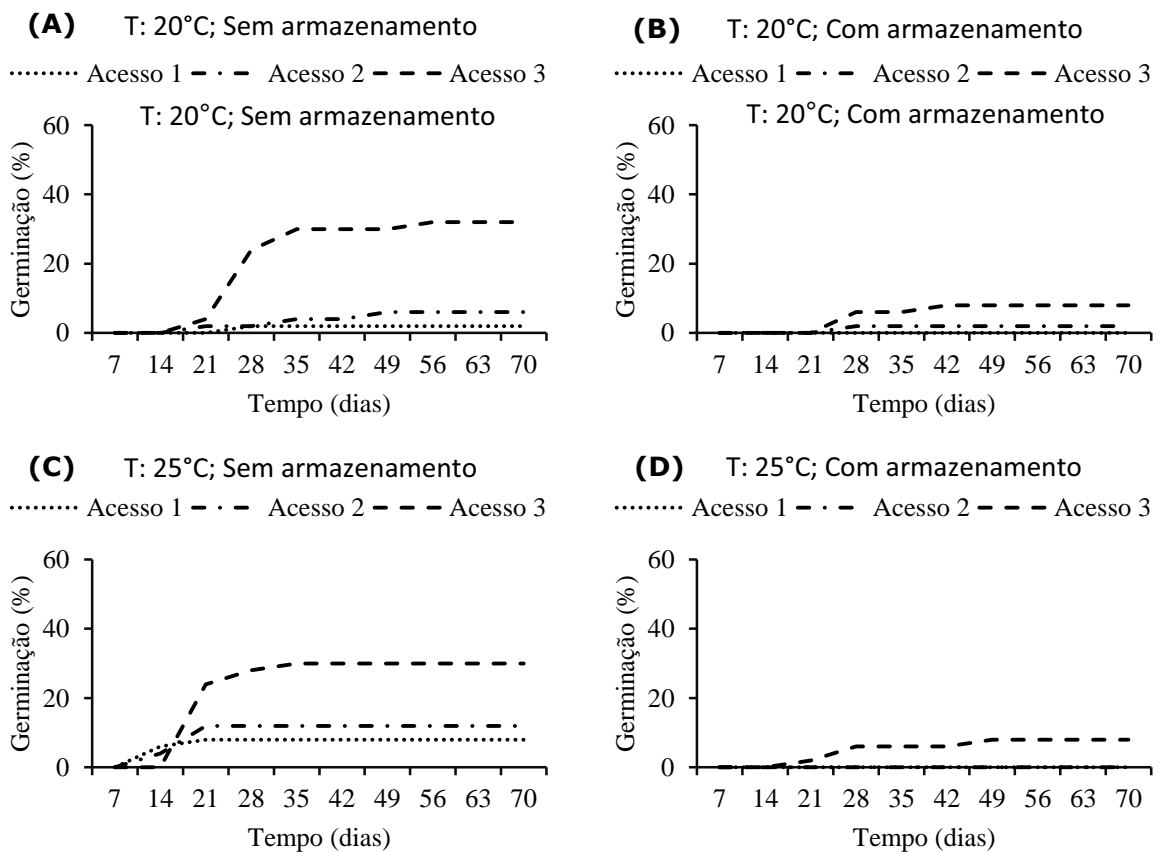 (A) T: 20°C; Sem armazenamento
Acesso 1 Acesso 2 Acesso 3
T: 20°C; Sem armazenamento
Germinação (%)
60
40
20
0
7 14 21 28 35 42 49 56 63 70
Tempo (dias)
(B) T: 20°C; Com armazenamento
Acesso 1 Acesso 2 Acesso 3
T: 20°C; Com armazenamento
Germinação (%)
60
40
20
0
7 14 21 28 35 42 49 56 63 70
Tempo (dias)
(C) T: 25°C; Sem armazenamento
Acesso 1 Acesso 2 Acesso 3
Germinação (%)
60
40
20
0
7 14 21 28 35 42 49 56 63 70
Tempo (dias)
(D) T: 25°C; Com armazenamento
Acesso 1 Acesso 2 Acesso 3
Germinação (%)
60
40
20
0
7 14 21 28 35 42 49 56 63 70
Tempo (dias)